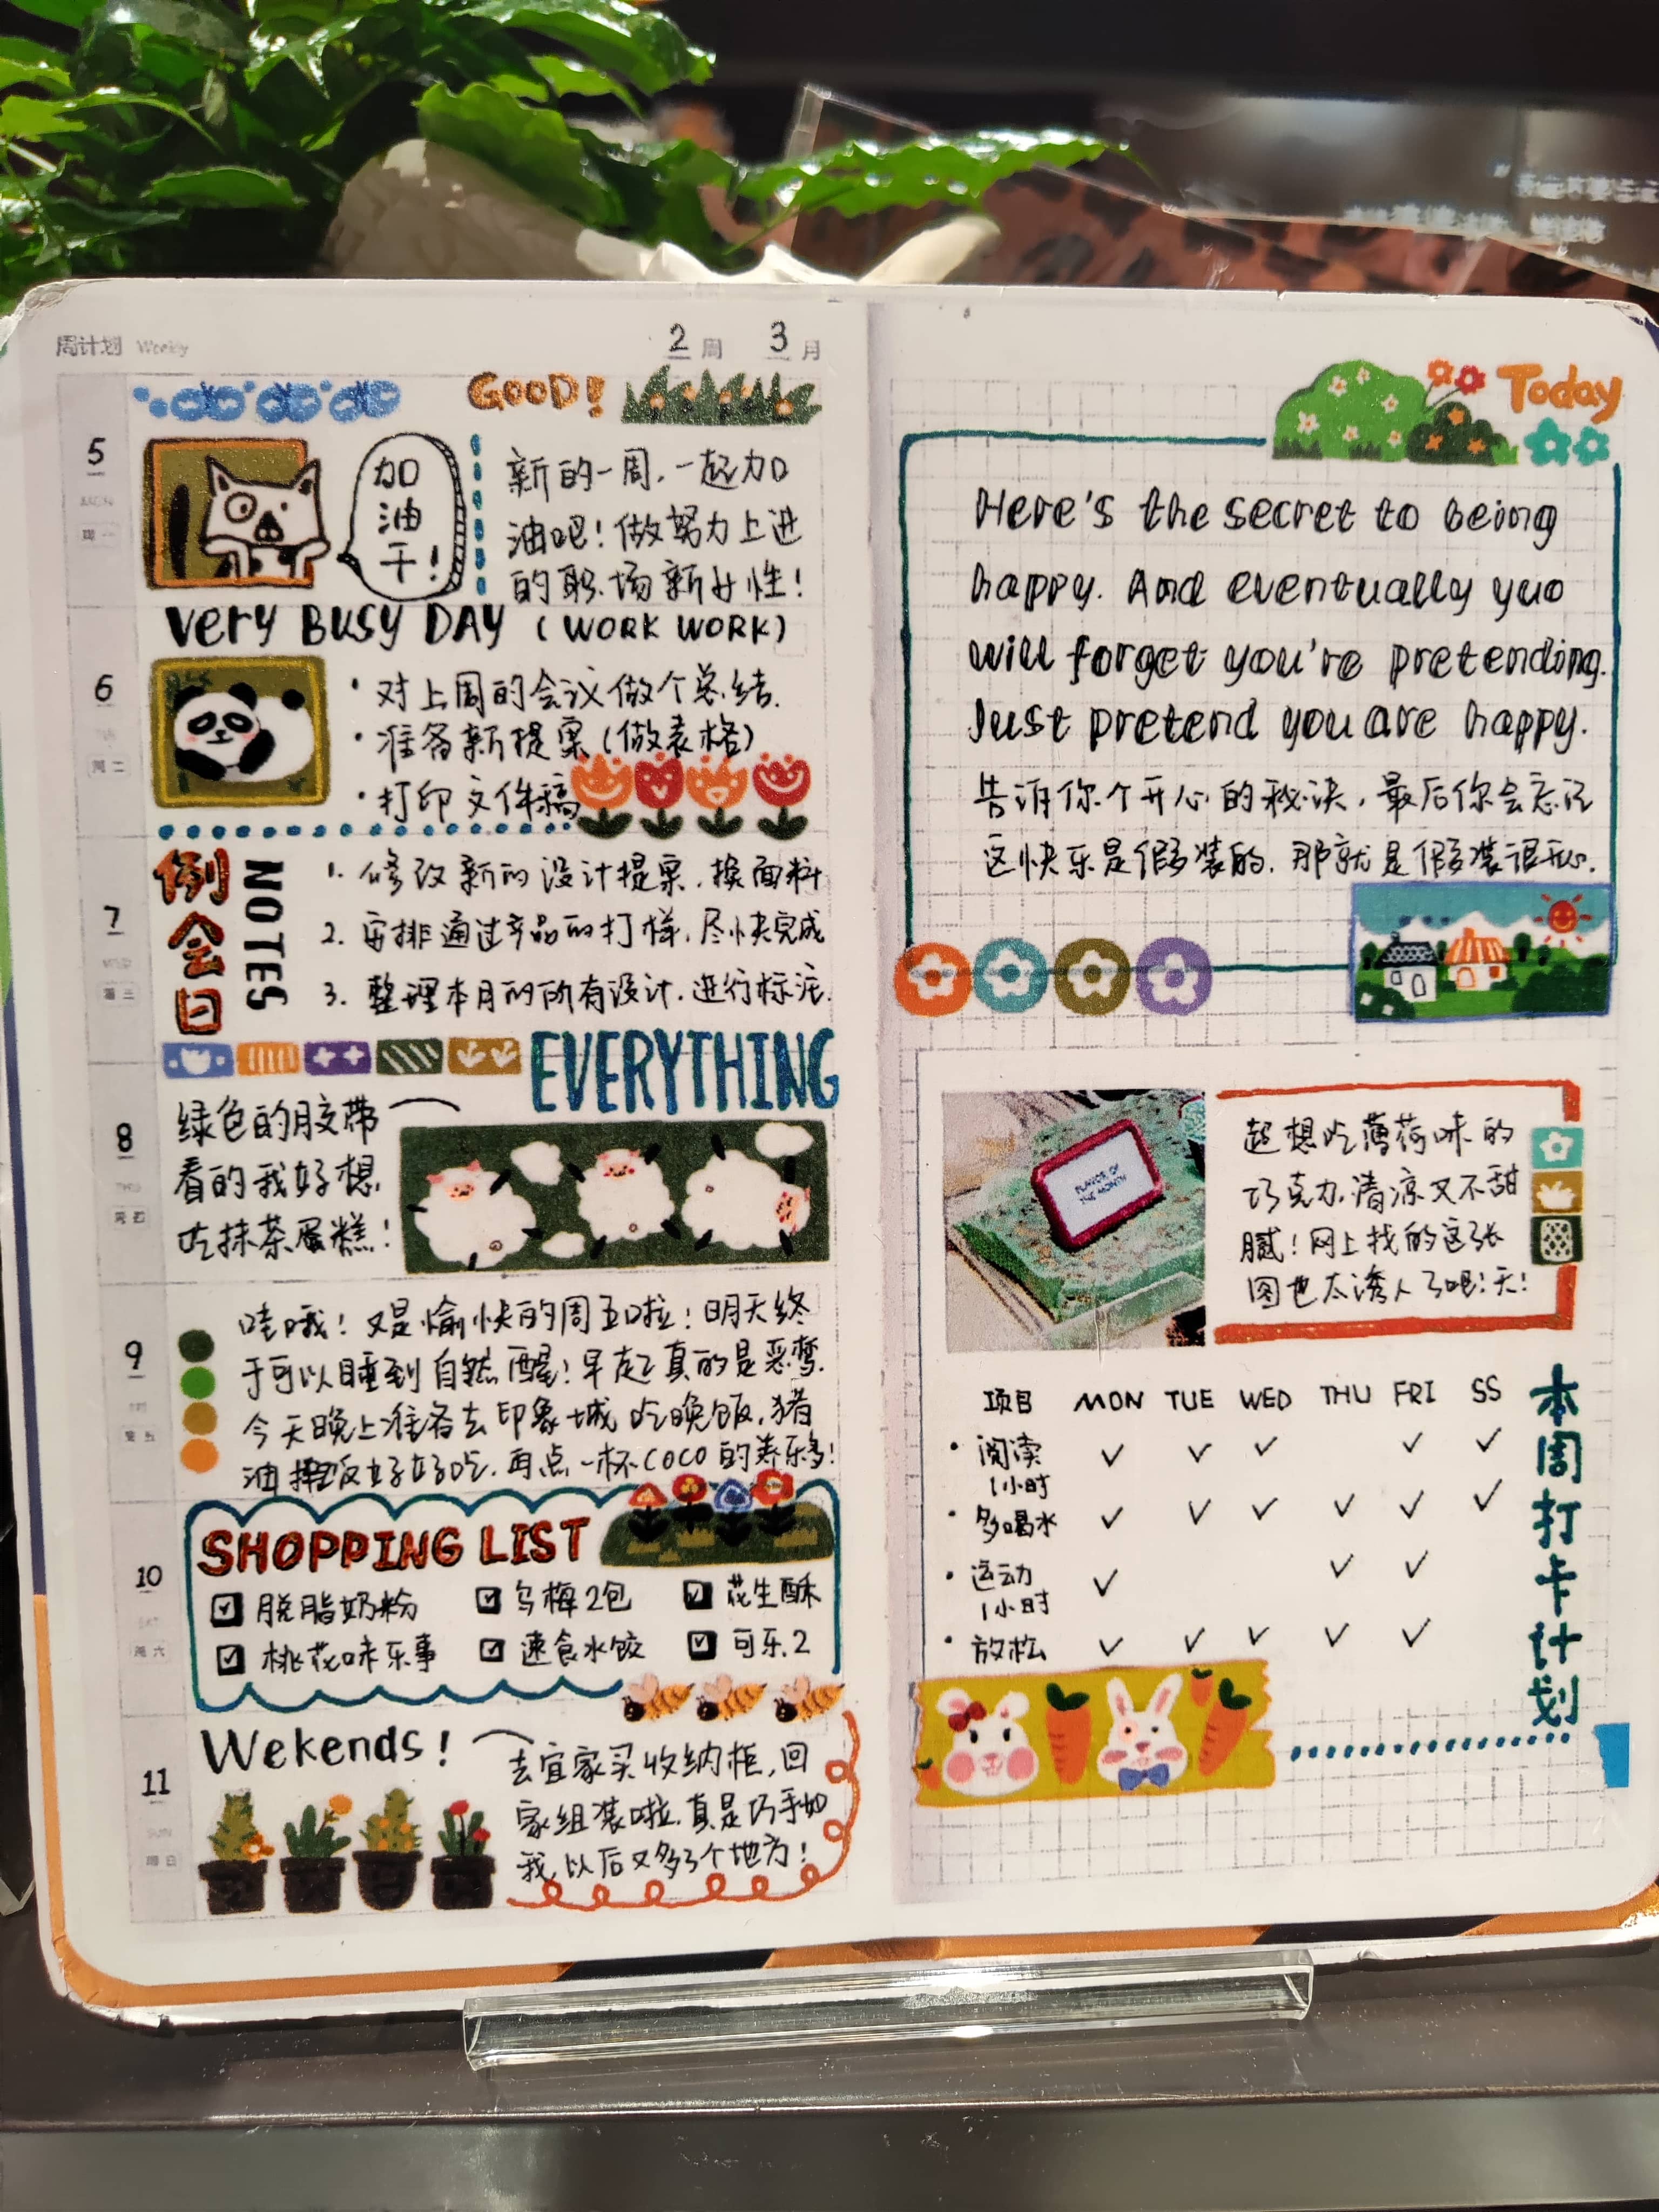 周计划 Weekly
2 周 3 月
GOOD!
5
周一
加
油
干!
新的一周,一起加
油吧!做努力上进
的职场新女性!
very BUSY DAY (WORK WORK)
6
周二
·对上周的会议做个总结.
·准备新提案(做表格)
·打印文件稿
7
周三
例会日
NOTES
1. 修改新的设计提案,换面料
2. 安排通过产品的打样,尽快完成
3. 整理本月的所有设计,进行标注.
EVERYTHING
8
THU
周四
绿色的胶带
看的我好想
吃抹茶蛋糕!
9
周五
哇哦!又是愉快的周五啦!明天终
于可以睡到自然醒!早起真的是恶梦.
今天晚上准备去印象城吃晚饭,猪
油拌饭好好吃,再点一杯COCO的养乐多!
10
周六
SHOPPING LIST
脱脂奶粉 乌梅2包 花生酥
桃花味乐事 速食水饺 可乐2
11
SUN
周日
Wekends!
去宜家买收纳柜,回
家组装啦,真是巧手如
我,以后又多了个地方!
Today
Here's the secret to being
happy. And eventually yuo
will forget you're pretending.
Just pretend you are happy.
告诉你个开心的秘诀,最后你会忘记
这快乐是假装的,那就是假装很开心.
FLAVOR OF
THE MONTH
超想吃薄荷味的
巧克力,清凉又不甜
腻!网上找的这张
图也太诱人了吧!天!
本周打卡计划
项目 MON TUE WED THU FRI SS
·阅读
1小时
·多喝水
·运动
1小时
·放松